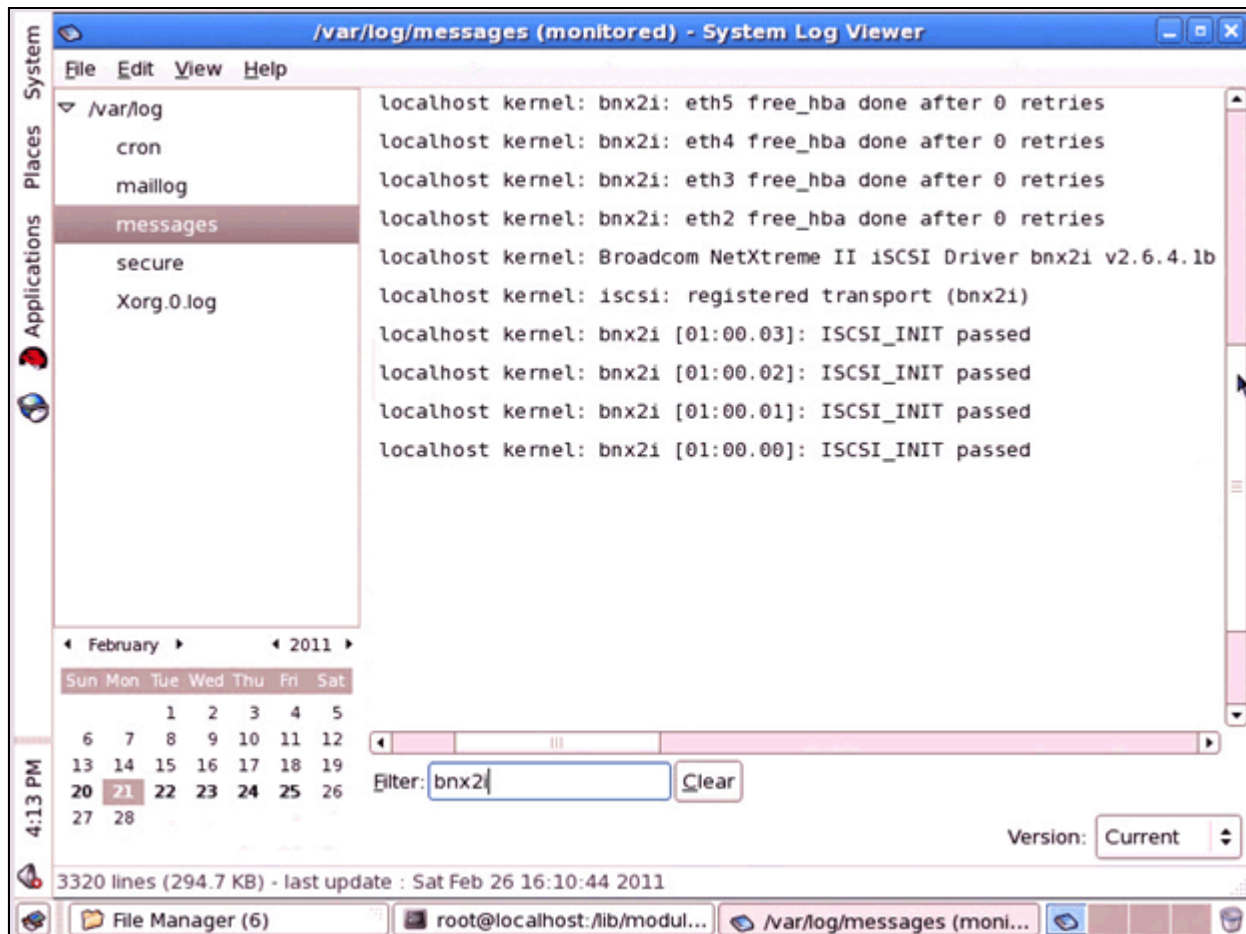 /var/log/messages (monitored) - System Log Viewer
File Edit View Help
System
Places
Applications
4:13 PM
/var/log
cron
maillog
messages
secure
Xorg.0.log
localhost kernel: bnx2i: eth5 free_hba done after 0 retries
localhost kernel: bnx2i: eth4 free_hba done after 0 retries
localhost kernel: bnx2i: eth3 free_hba done after 0 retries
localhost kernel: bnx2i: eth2 free_hba done after 0 retries
localhost kernel: Broadcom NetXtreme II iSCSI Driver bnx2i v2.6.4.1b
localhost kernel: iscsi: registered transport (bnx2i)
localhost kernel: bnx2i [01:00.03]: ISCSI_INIT passed
localhost kernel: bnx2i [01:00.02]: ISCSI_INIT passed
localhost kernel: bnx2i [01:00.01]: ISCSI_INIT passed
localhost kernel: bnx2i [01:00.00]: ISCSI_INIT passed
February 2011
Sun Mon Tue Wed Thu Fri Sat
1 2 3 4 5
6 7 8 9 10 11 12
13 14 15 16 17 18 19
20 21 22 23 24 25 26
27 28
Filter: bnx2i Clear
Version: Current
3320 lines (294.7 KB) - last update : Sat Feb 26 16:10:44 2011
File Manager (6) root@localhost:/lib/modul... /var/log/messages (moni...